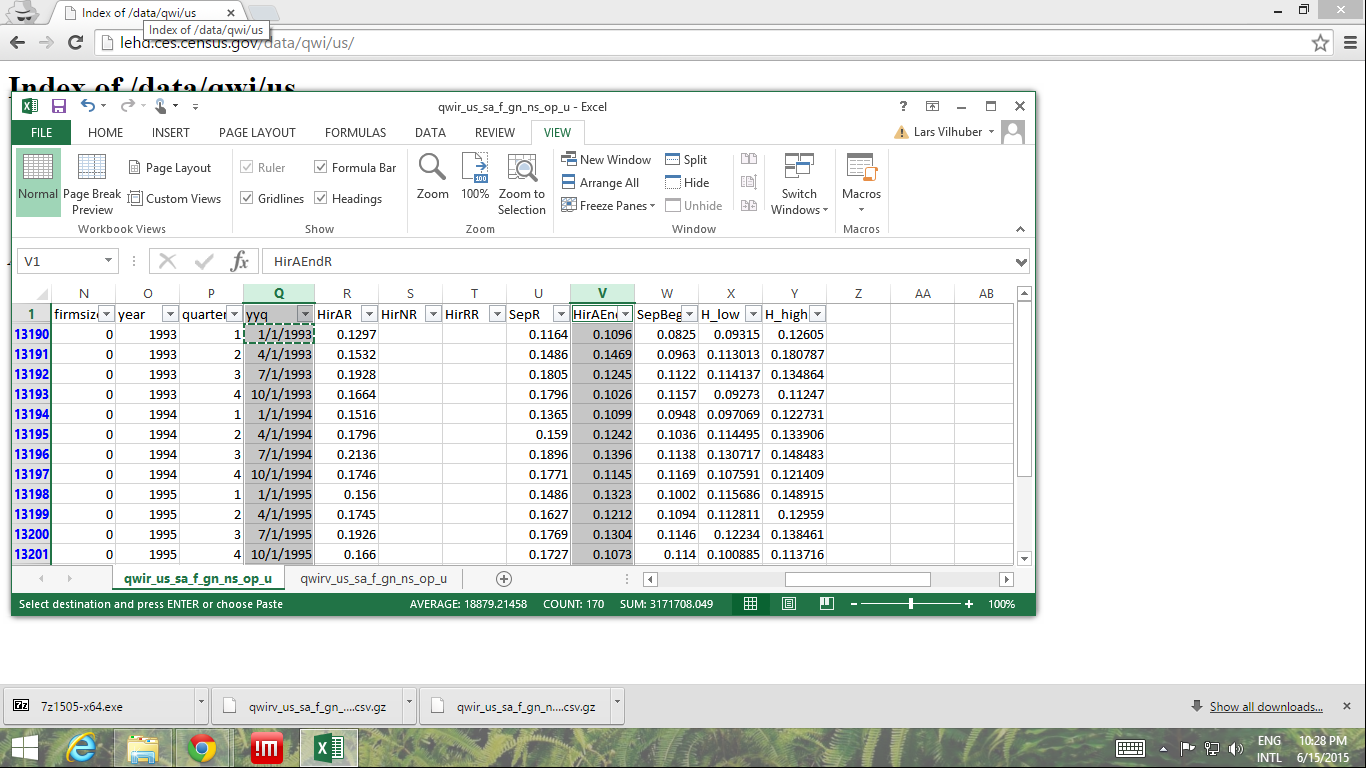 Index of /data/qwi/us
Index of /data/qwi/us
lehd.ces.census.gov/data/qwi/us/
Index of /data/qwi/us
qwir_us_sa_f_gn_ns_op_u - Excel
FILE HOME INSERT PAGE LAYOUT FORMULAS DATA REVIEW VIEW Lars Vilhuber
Normal Page Break Preview Page Layout Custom Views
Workbook Views
Ruler Formula Bar
Gridlines Headings
Show
Zoom 100% Zoom to Selection
Zoom
New Window Split
Arrange All Hide
Freeze Panes Unhide
Switch Windows
Window
Macros
Macros
V1 fx HirAEndR
N O P Q R S T U V W X Y Z AA AB
1 firmsize year quarter yyq HirAR HirNR HirRR SepR HirAEnd SepBeg H_low H_high
13190 0 1993 1 1/1/1993 0.1297 0.1164 0.1096 0.0825 0.09315 0.12605
13191 0 1993 2 4/1/1993 0.1532 0.1486 0.1469 0.0963 0.113013 0.180787
13192 0 1993 3 7/1/1993 0.1928 0.1805 0.1245 0.1122 0.114137 0.134864
13193 0 1993 4 10/1/1993 0.1664 0.1796 0.1026 0.1157 0.09273 0.11247
13194 0 1994 1 1/1/1994 0.1516 0.1365 0.1099 0.0948 0.097069 0.122731
13195 0 1994 2 4/1/1994 0.1796 0.159 0.1242 0.1036 0.114495 0.133906
13196 0 1994 3 7/1/1994 0.2136 0.1896 0.1396 0.1138 0.130717 0.148483
13197 0 1994 4 10/1/1994 0.1746 0.1771 0.1145 0.1169 0.107591 0.121409
13198 0 1995 1 1/1/1995 0.156 0.1486 0.1323 0.1002 0.115686 0.148915
13199 0 1995 2 4/1/1995 0.1745 0.1627 0.1212 0.1094 0.112811 0.12959
13200 0 1995 3 7/1/1995 0.1926 0.1769 0.1304 0.1146 0.12234 0.138461
13201 0 1995 4 10/1/1995 0.166 0.1727 0.1073 0.114 0.100885 0.113716
qwir_us_sa_f_gn_ns_op_u qwirv_us_sa_f_gn_ns_op_u
Select destination and press ENTER or choose Paste AVERAGE: 18879.21458 COUNT: 170 SUM: 3171708.049 100%
7z1505-x64.exe qwirv_us_sa_f_gn_....csv.gz qwir_us_sa_f_gn_n....csv.gz Show all downloads...
ENG 10:28 PM
INTL 6/15/2015